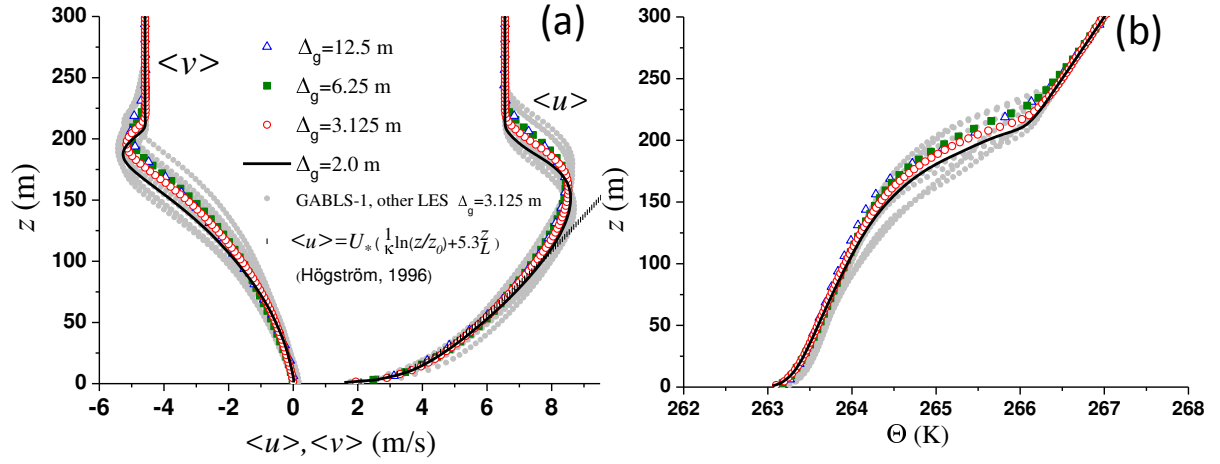 (a)
300
250
200
150
100
50
0
z (m)
<v>
<u>
Δg=12.5 m
Δg=6.25 m
Δg=3.125 m
Δg=2.0 m
GABLS-1, other LES Δg=3.125 m
<u>=U*(1/κ ln(z/z0)+5.3 z/L)
(Högström, 1996)
-6 -4 -2 0 2 4 6 8
<u>,<v> (m/s)
(b)
300
250
200
150
100
50
0
z (m)
262 263 264 265 266 267 268
Θ (K)